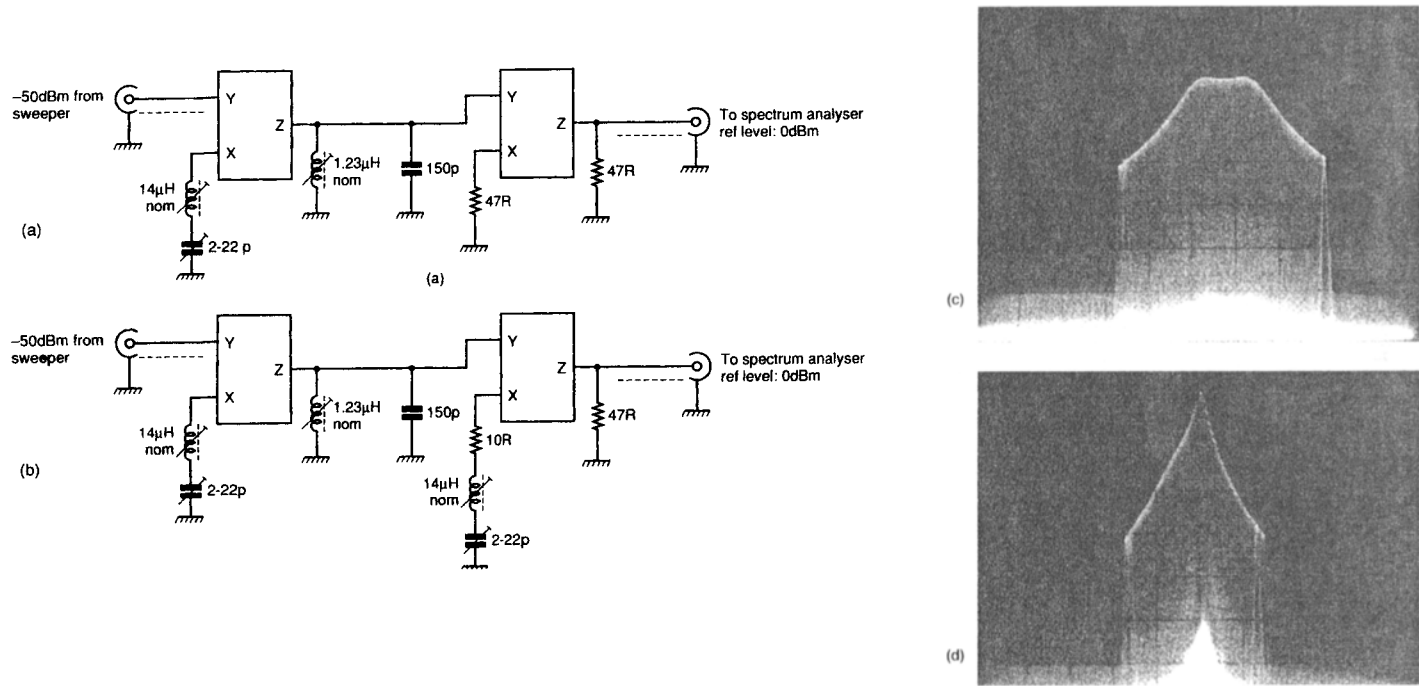 −50dBm from
sweeper
Y
Z
X
14µH
nom
2-22 p
1.23µH
nom
150p
Y
Z
X
47R
47R
To spectrum analyser
ref level: 0dBm
(a)
(a)
−50dBm from
sweeper
Y
Z
X
14µH
nom
2-22p
1.23µH
nom
150p
Y
Z
X
10R
14µH
nom
2-22p
47R
To spectrum analyser
ref level: 0dBm
(b)
(c)
(d)